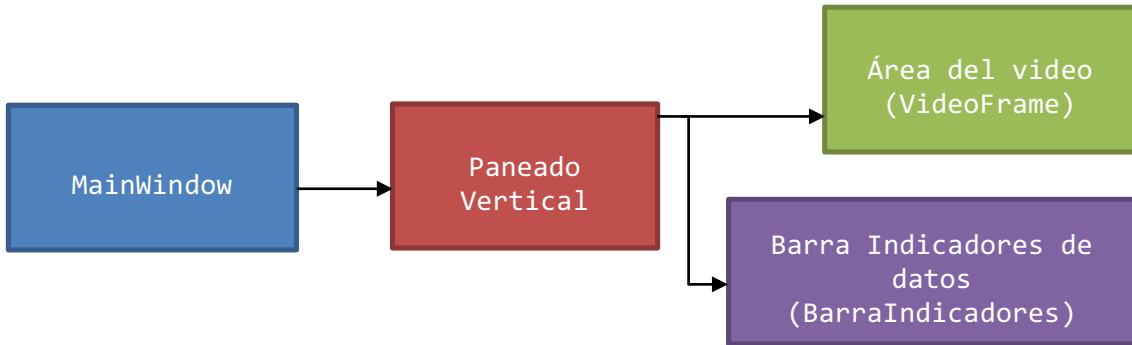 MainWindow
Paneado
Vertical
Área del video
(VideoFrame)
Barra Indicadores de
datos
(BarraIndicadores)